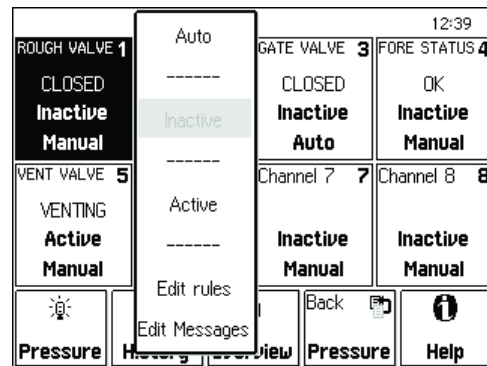 12:39
ROUGH VALVE 1
CLOSED
Inactive
Manual
Auto
------
Inactive
------
Active
------
Edit rules
Edit Messages
GATE VALVE 3
CLOSED
Inactive
Auto
FORE STATUS 4
OK
Inactive
Manual
VENT VALVE 5
VENTING
Active
Manual
Channel 7 7
Inactive
Manual
Channel 8 8
Inactive
Manual
Pressure
Back
Pressure
Help